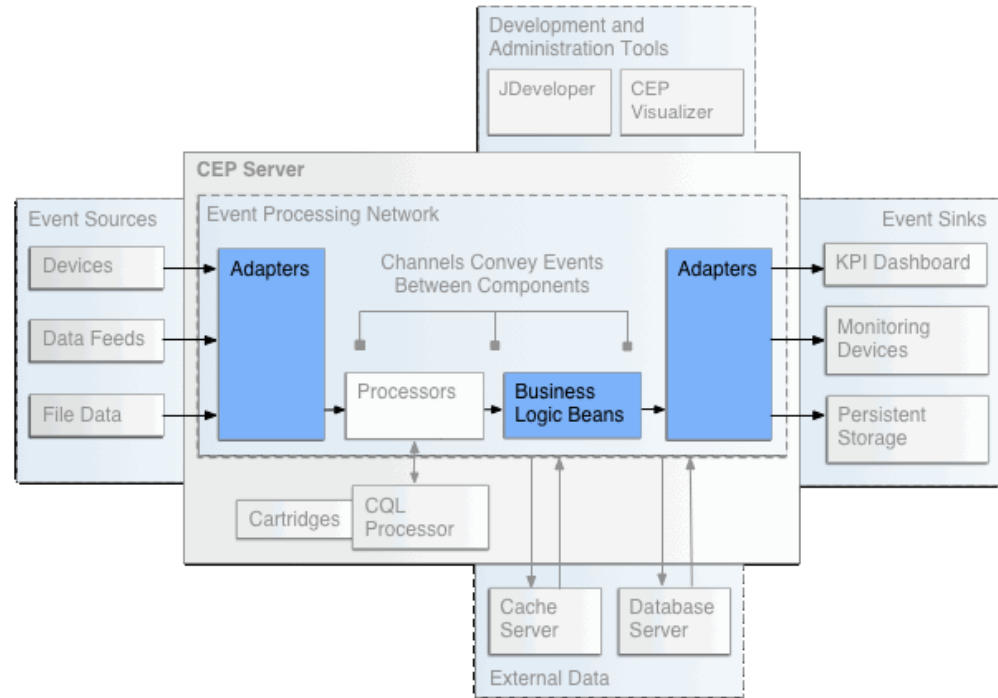 Development and
Administration Tools
JDeveloper
CEP
Visualizer
CEP Server
Event Sources
Devices
Data Feeds
File Data
Event Processing Network
Adapters
Channels Convey Events
Between Components
Processors
Business
Logic Beans
Adapters
Event Sinks
KPI Dashboard
Monitoring
Devices
Persistent
Storage
Cartridges
CQL
Processor
Cache
Server
Database
Server
External Data